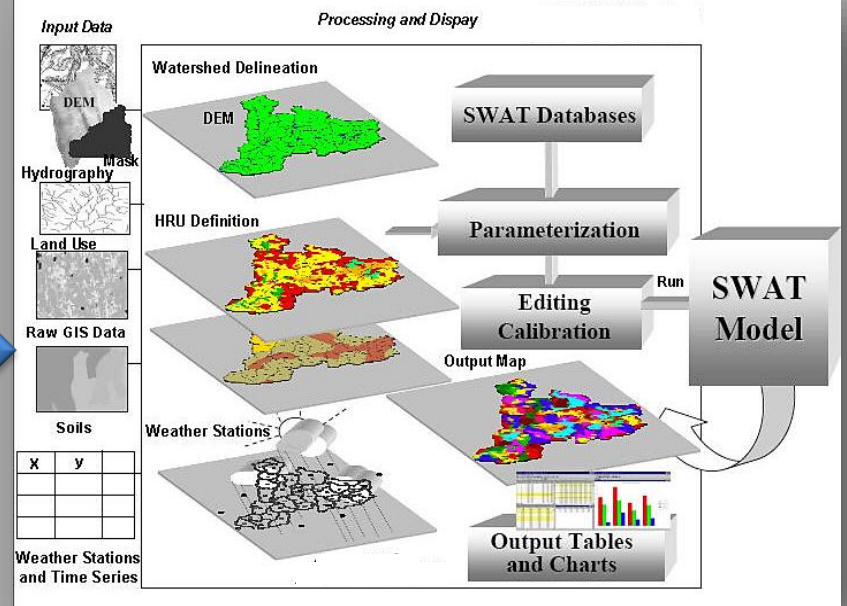 Processing and Dispay
Input Data
DEM
Mask
Hydrography
Land Use
Raw GIS Data
Soils
X y
Weather Stations
and Time Series
Watershed Delineation
DEM
HRU Definition
Weather Stations
SWAT Databases
Parameterization
Editing
Calibration
Run
SWAT
Model
Output Map
Output Tables
and Charts